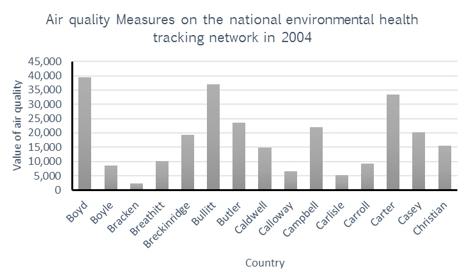 Air quality Measures on the national environmental health
tracking network in 2004
Value of air quality
45,000
40,000
35,000
30,000
25,000
20,000
15,000
10,000
5,000
0
Boyd
Boyle
Bracken
Breathitt
Breckinridge
Bullitt
Butler
Caldwell
Calloway
Campbell
Carlisle
Carroll
Carter
Casey
Christian
Country